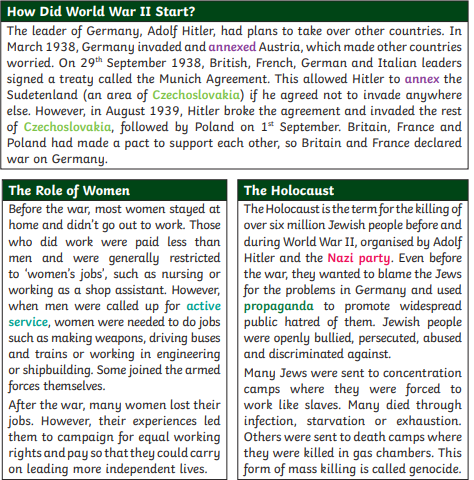 How Did World War II Start?
The leader of Germany, Adolf Hitler, had plans to take over other countries. In
March 1938, Germany invaded and annexed Austria, which made other countries
worried. On 29th September 1938, British, French, German and Italian leaders
signed a treaty called the Munich Agreement. This allowed Hitler to annex the
Sudetenland (an area of Czechoslovakia) if he agreed not to invade anywhere
else. However, in August 1939, Hitler broke the agreement and invaded the rest
of Czechoslovakia, followed by Poland on 1st September. Britain, France and
Poland had made a pact to support each other, so Britain and France declared
war on Germany.
The Role of Women
Before the war, most women stayed at
home and didn't go out to work. Those
who did work were paid less than
men and were generally restricted
to 'women's jobs', such as nursing or
working as a shop assistant. However,
when men were called up for active
service, women were needed to do jobs
such as making weapons, driving buses
and trains or working in engineering
or shipbuilding. Some joined the armed
forces themselves.
After the war, many women lost their
jobs. However, their experiences led
them to campaign for equal working
rights and pay so that they could carry
on leading more independent lives.
The Holocaust
The Holocaust is the term for the killing of
over six million Jewish people before and
during World War II, organised by Adolf
Hitler and the Nazi party. Even before
the war, they wanted to blame the Jews
for the problems in Germany and used
propaganda to promote widespread
public hatred of them. Jewish people
were openly bullied, persecuted, abused
and discriminated against.
Many Jews were sent to concentration
camps where they were forced to
work like slaves. Many died through
infection, starvation or exhaustion.
Others were sent to death camps where
they were killed in gas chambers. This
form of mass killing is called genocide.